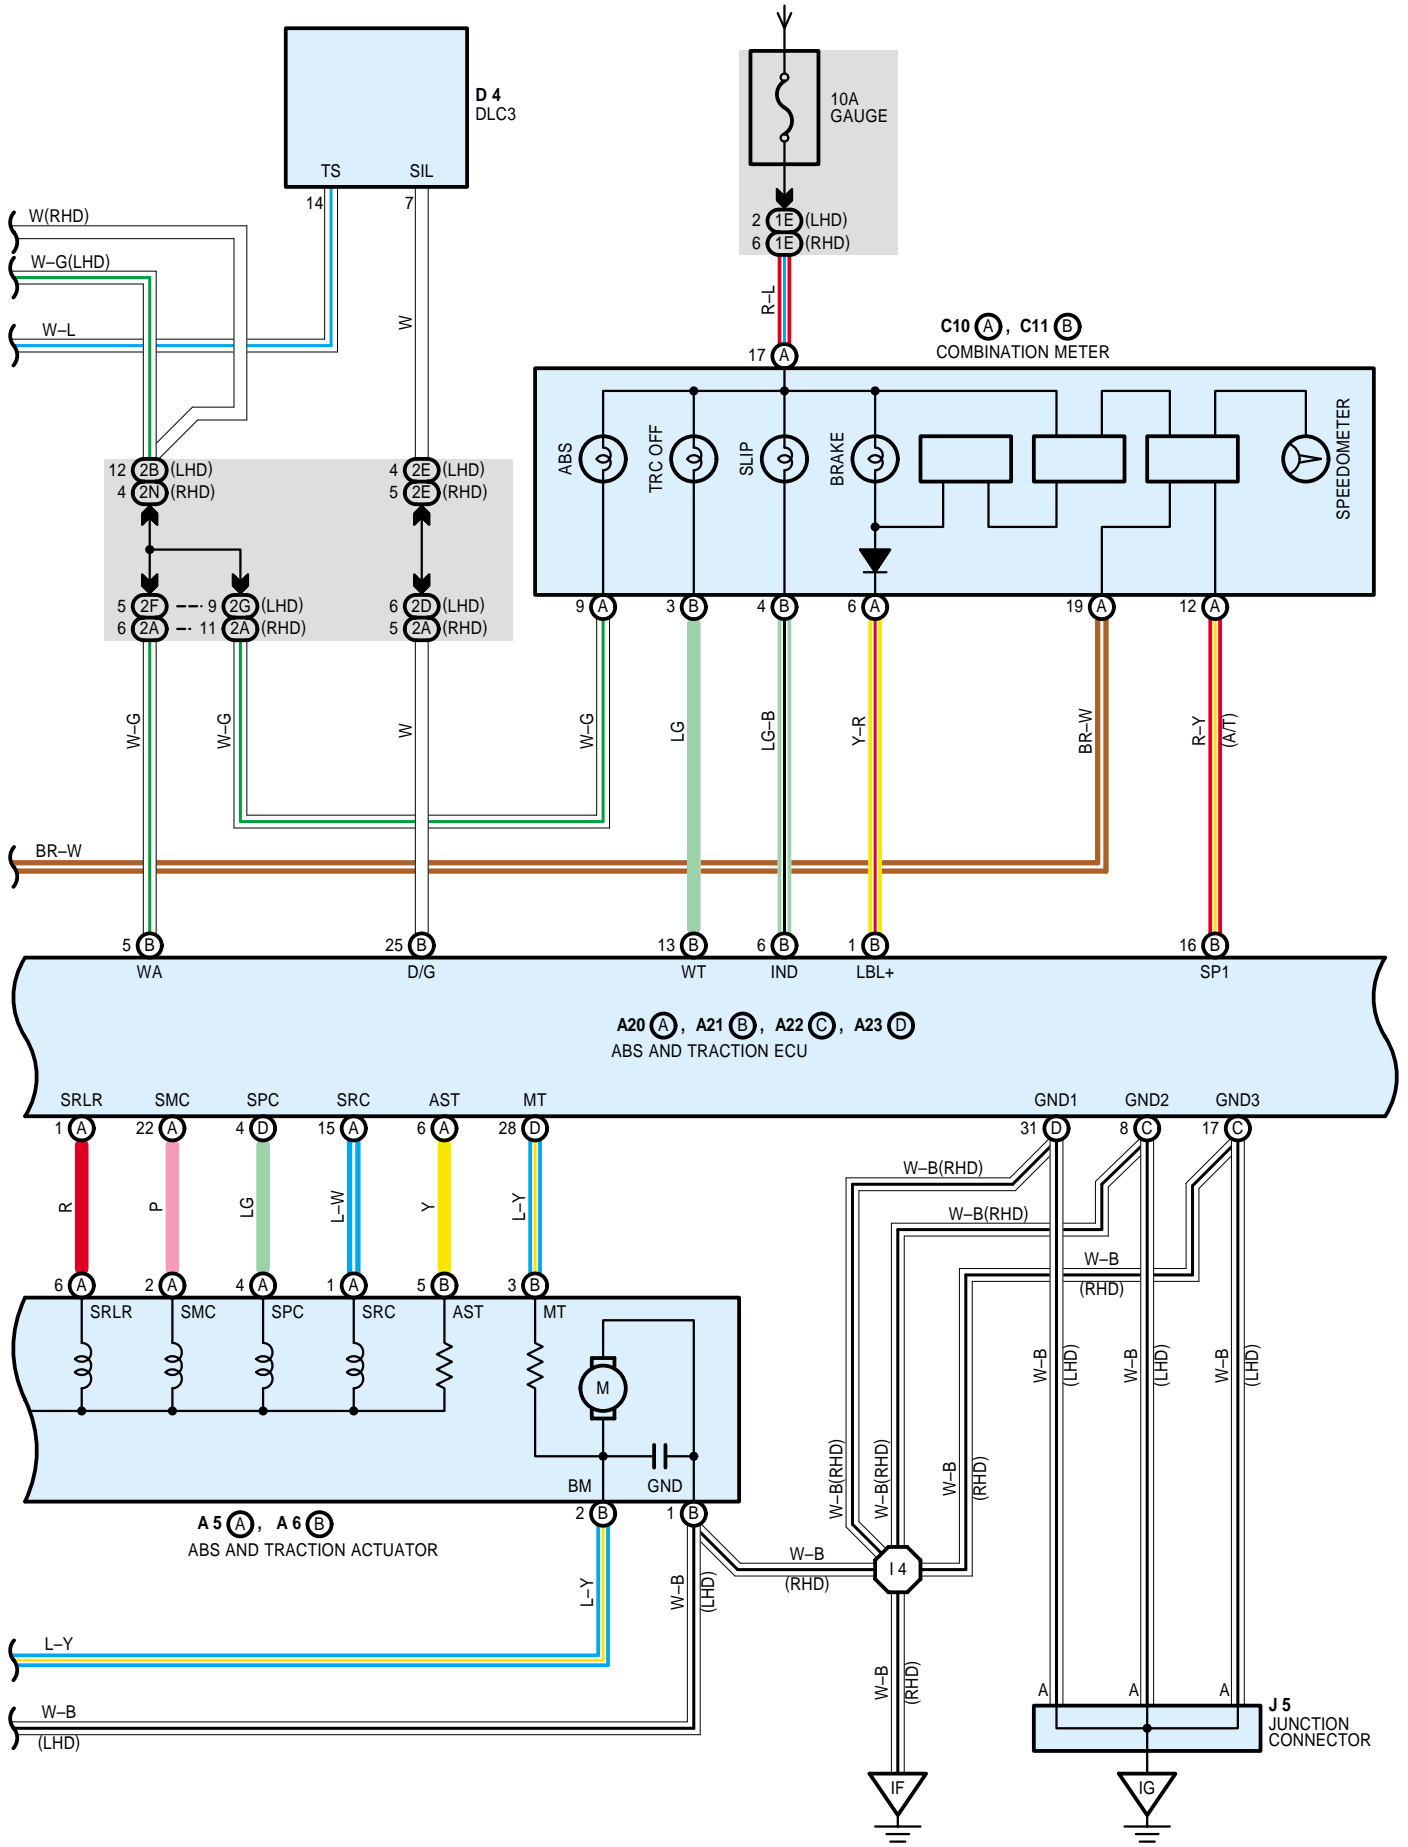 D 4
DLC3
TS
SIL
14
7
10A
GAUGE
2 1E (LHD)
6 1E (RHD)
W(RHD)
W–G(LHD)
W–L
W
R–L
C10 A , C11 B
COMBINATION METER
17 A
ABS
TRC OFF
SLIP
BRAKE
SPEEDOMETER
12 2B (LHD)
4 2N (RHD)
4 2E (LHD)
5 2E (RHD)
5 2F 9 2G (LHD)
6 2A 11 2A (RHD)
6 2D (LHD)
5 2A (RHD)
9 A
3 B
4 B
6 A
19 A
12 A
W–G
W–G
W
W–G
LG
LG–B
Y–R
BR–W
R–Y
(A/T)
BR–W
5 B
25 B
13 B
6 B
1 B
16 B
WA
D/G
WT
IND
LBL+
SP1
A20 A , A21 B , A22 C , A23 D
ABS AND TRACTION ECU
SRLR
SMC
SPC
SRC
AST
MT
GND1
GND2
GND3
1 A
22 A
4 D
15 A
6 A
28 D
31 D
8 C
17 C
R
P
LG
L–W
Y
L–Y
W–B(RHD)
W–B(RHD)
W–B
(RHD)
6 A
2 A
4 A
1 A
5 B
3 B
SRLR
SMC
SPC
SRC
AST
MT
M
BM
GND
W–B
(LHD)
W–B
(LHD)
W–B
(LHD)
W–B(RHD)
W–B(RHD)
W–B
(RHD)
2 B
1 B
A 5 A , A 6 B
ABS AND TRACTION ACTUATOR
L–Y
W–B
(LHD)
W–B
(RHD)
I 4
L–Y
W–B
(LHD)
W–B
(RHD)
A
A
A
J 5
JUNCTION
CONNECTOR
IF
IG